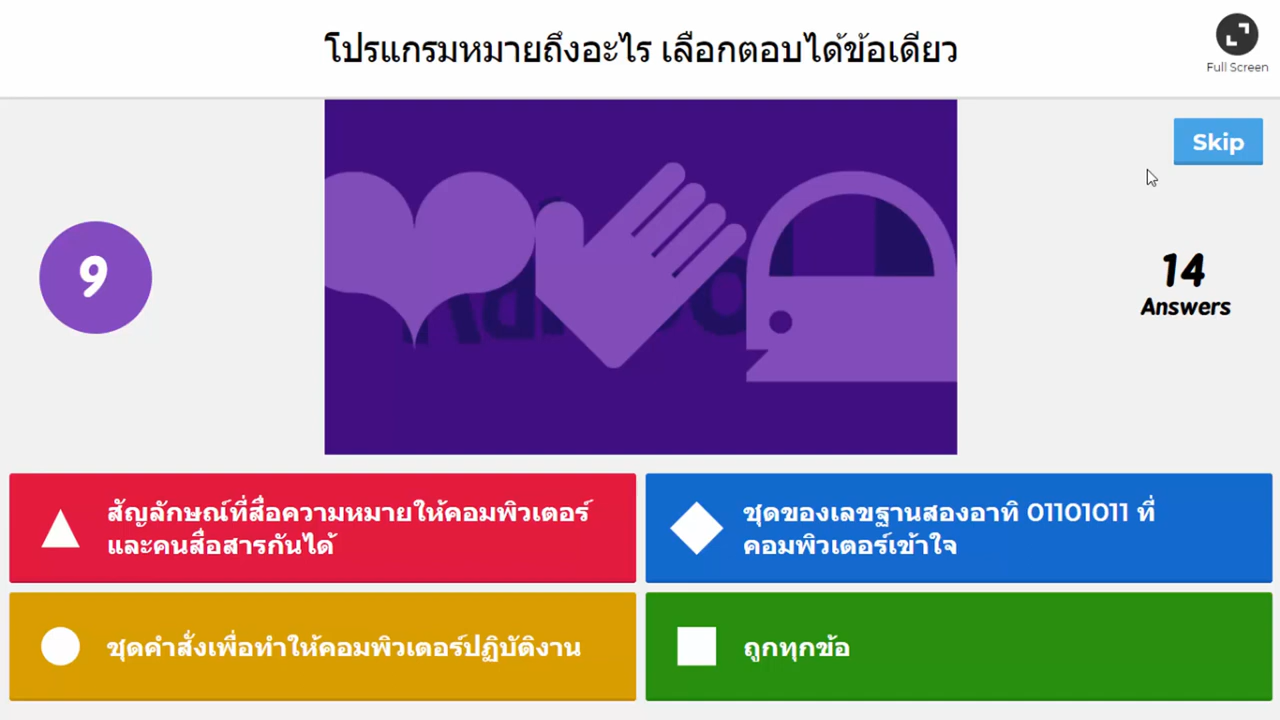 โปรแกรมหมายถึงอะไร เลือกตอบได้ข้อเดียว
Full Screen
Skip
9
14
Answers
สัญลักษณ์ที่สื่อความหมายให้คอมพิวเตอร์
และคนสื่อสารกันได้
ชุดของเลขฐานสองอาทิ 01101011 ที่
คอมพิวเตอร์เข้าใจ
ชุดคำสั่งเพื่อทำให้คอมพิวเตอร์ปฏิบัติงาน
ถูกทุกข้อ